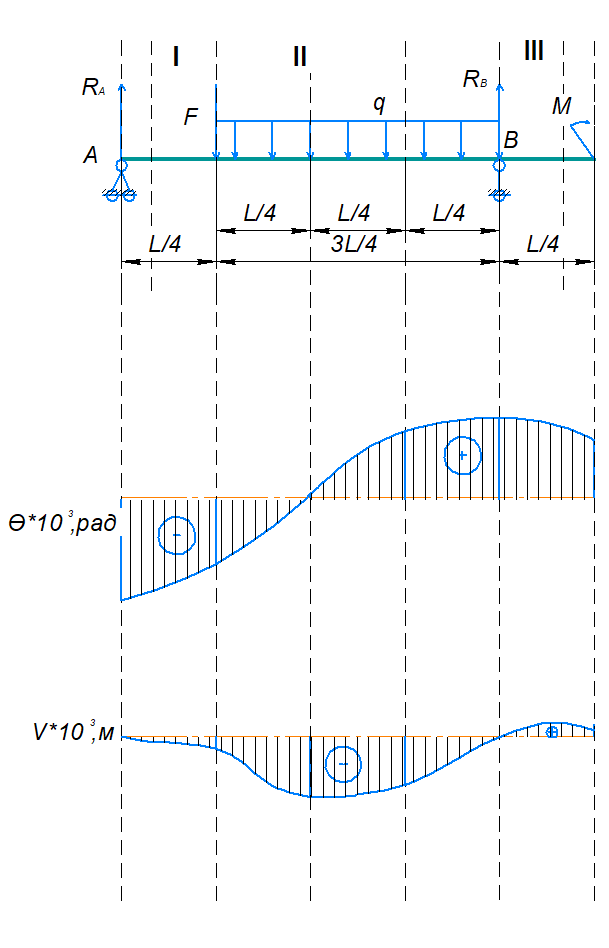 I II III
R_A R_B
F q M
A B
L/4 L/4 L/4
L/4 3L/4 L/4
+
Ө*10³,рад
-
V*10³,м
-
+